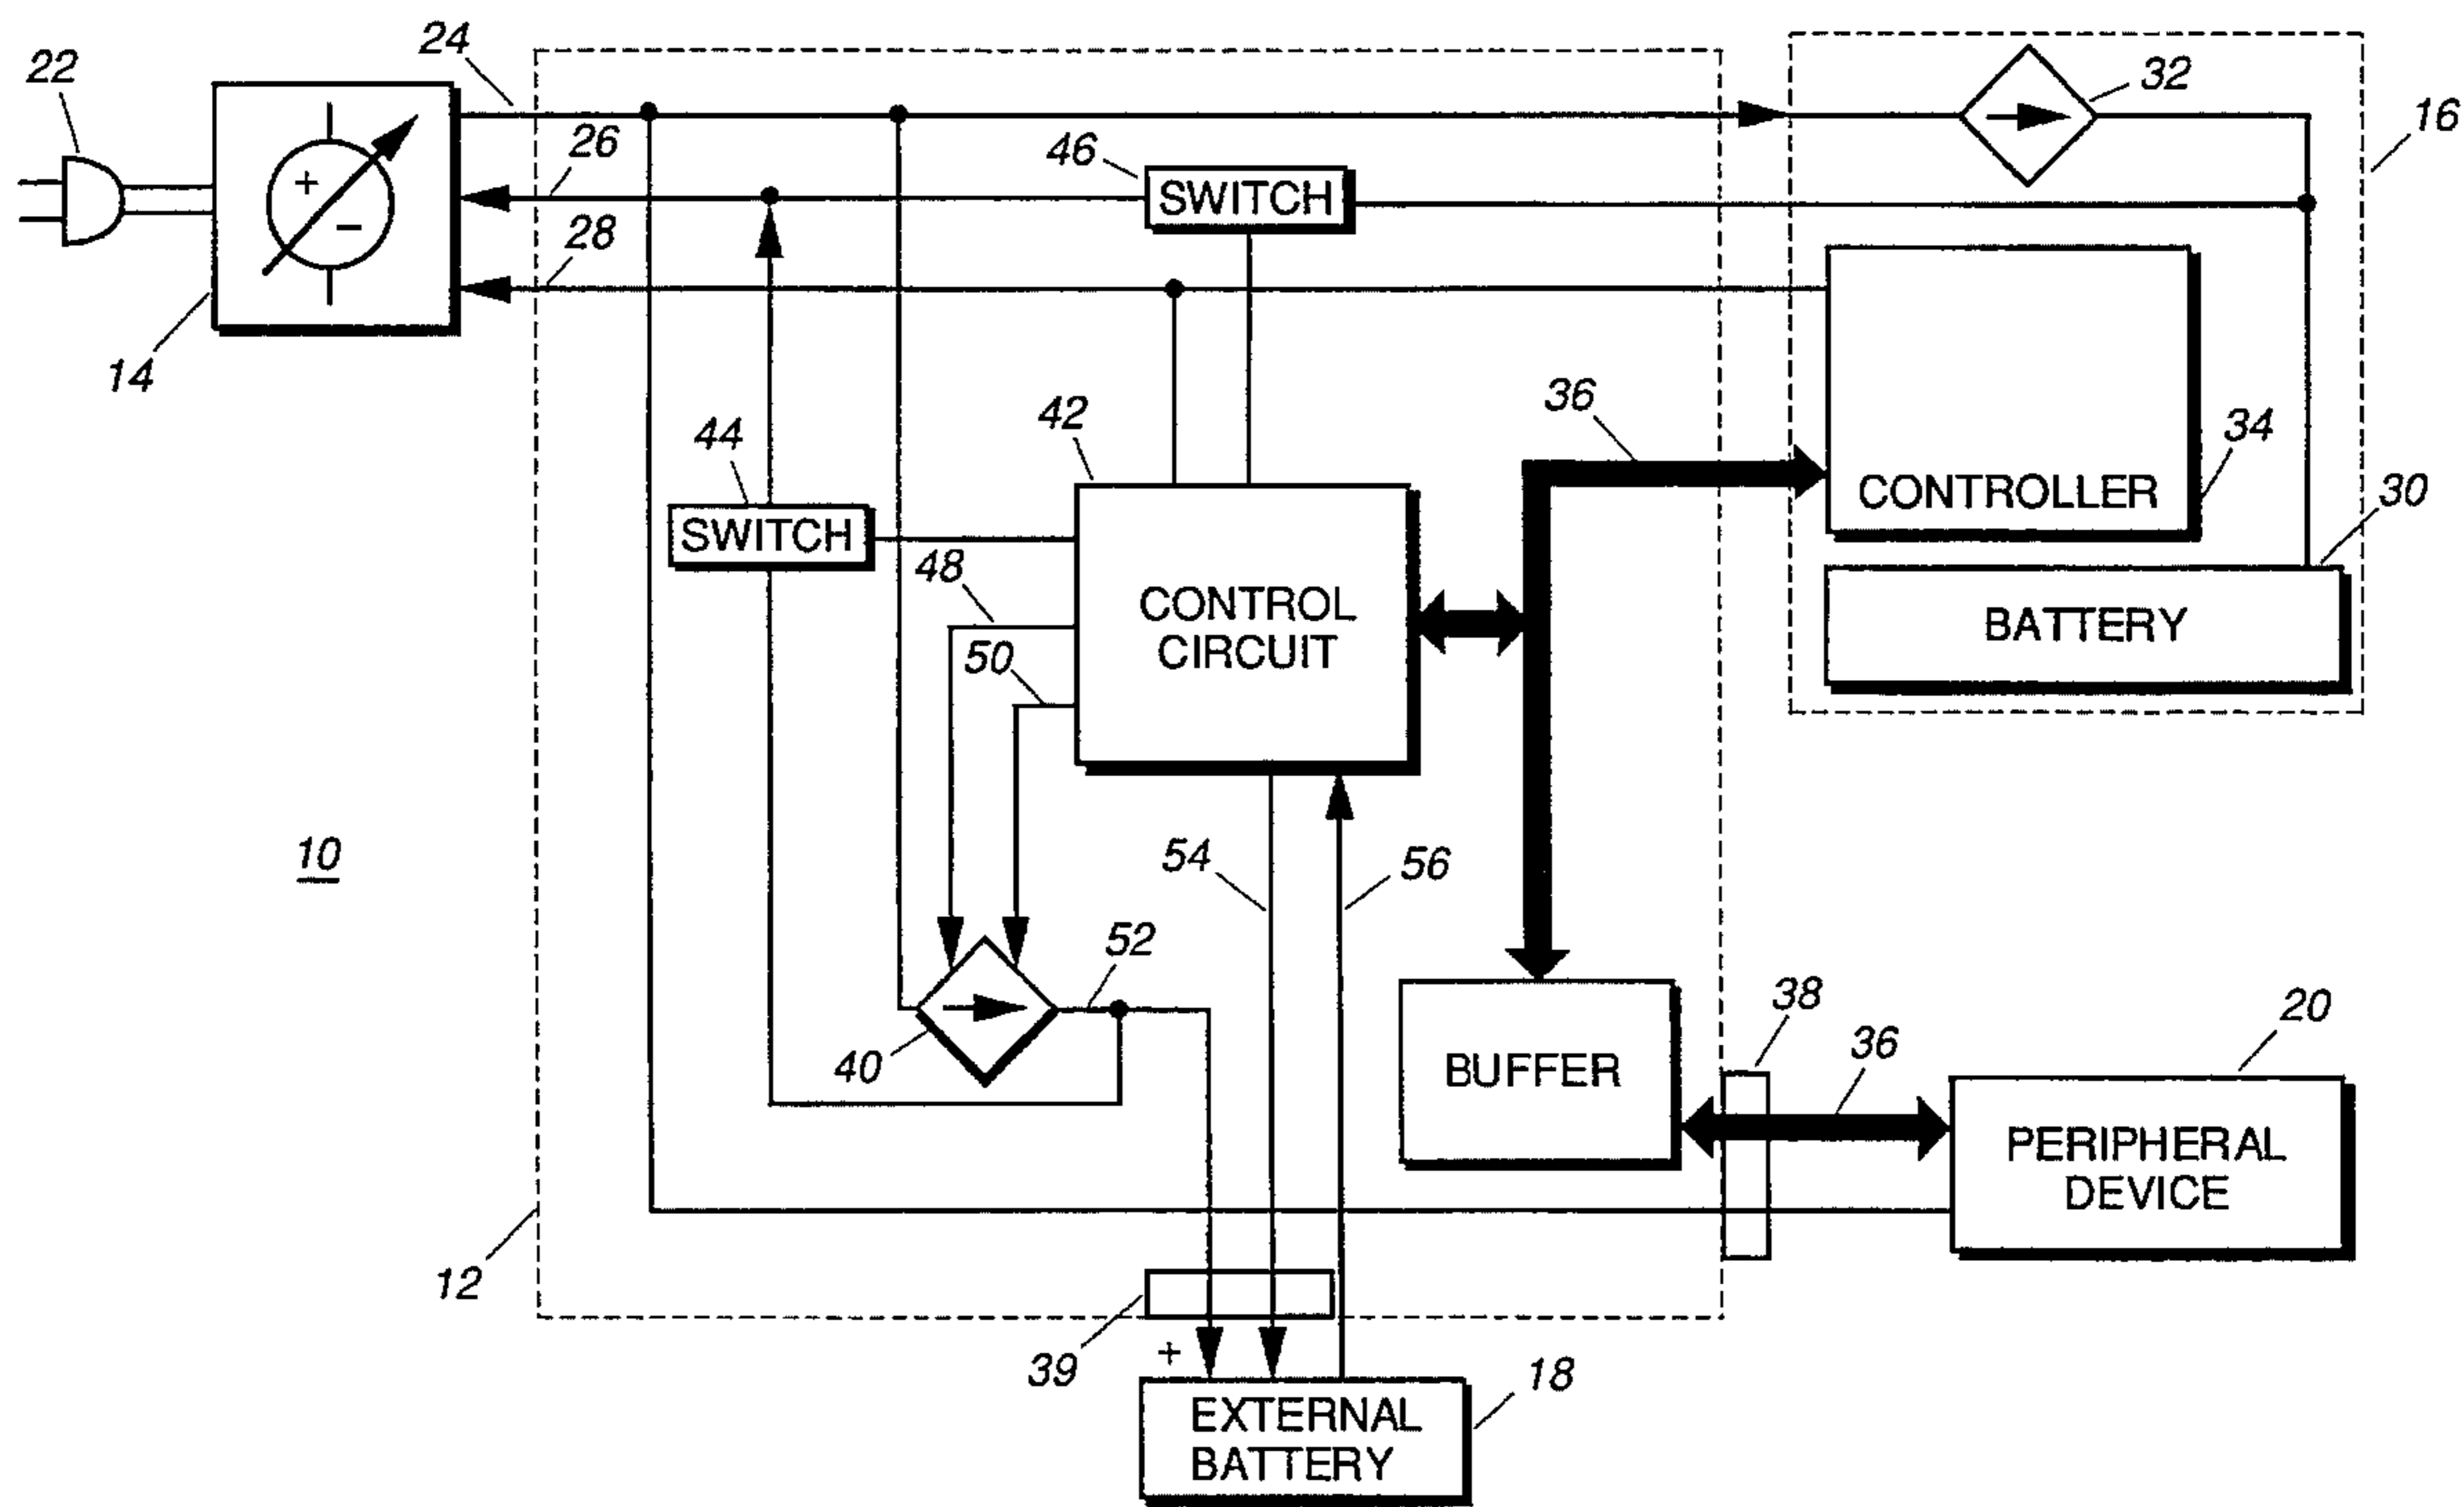 24
22
32
16
26
46
SWITCH
+
-
28
14
42
36
44
34
CONTROLLER
30
SWITCH
48
CONTROL
CIRCUIT
BATTERY
50
10
54
56
52
38
20
40
BUFFER
36
PERIPHERAL
DEVICE
12
39
+
18
EXTERNAL
BATTERY